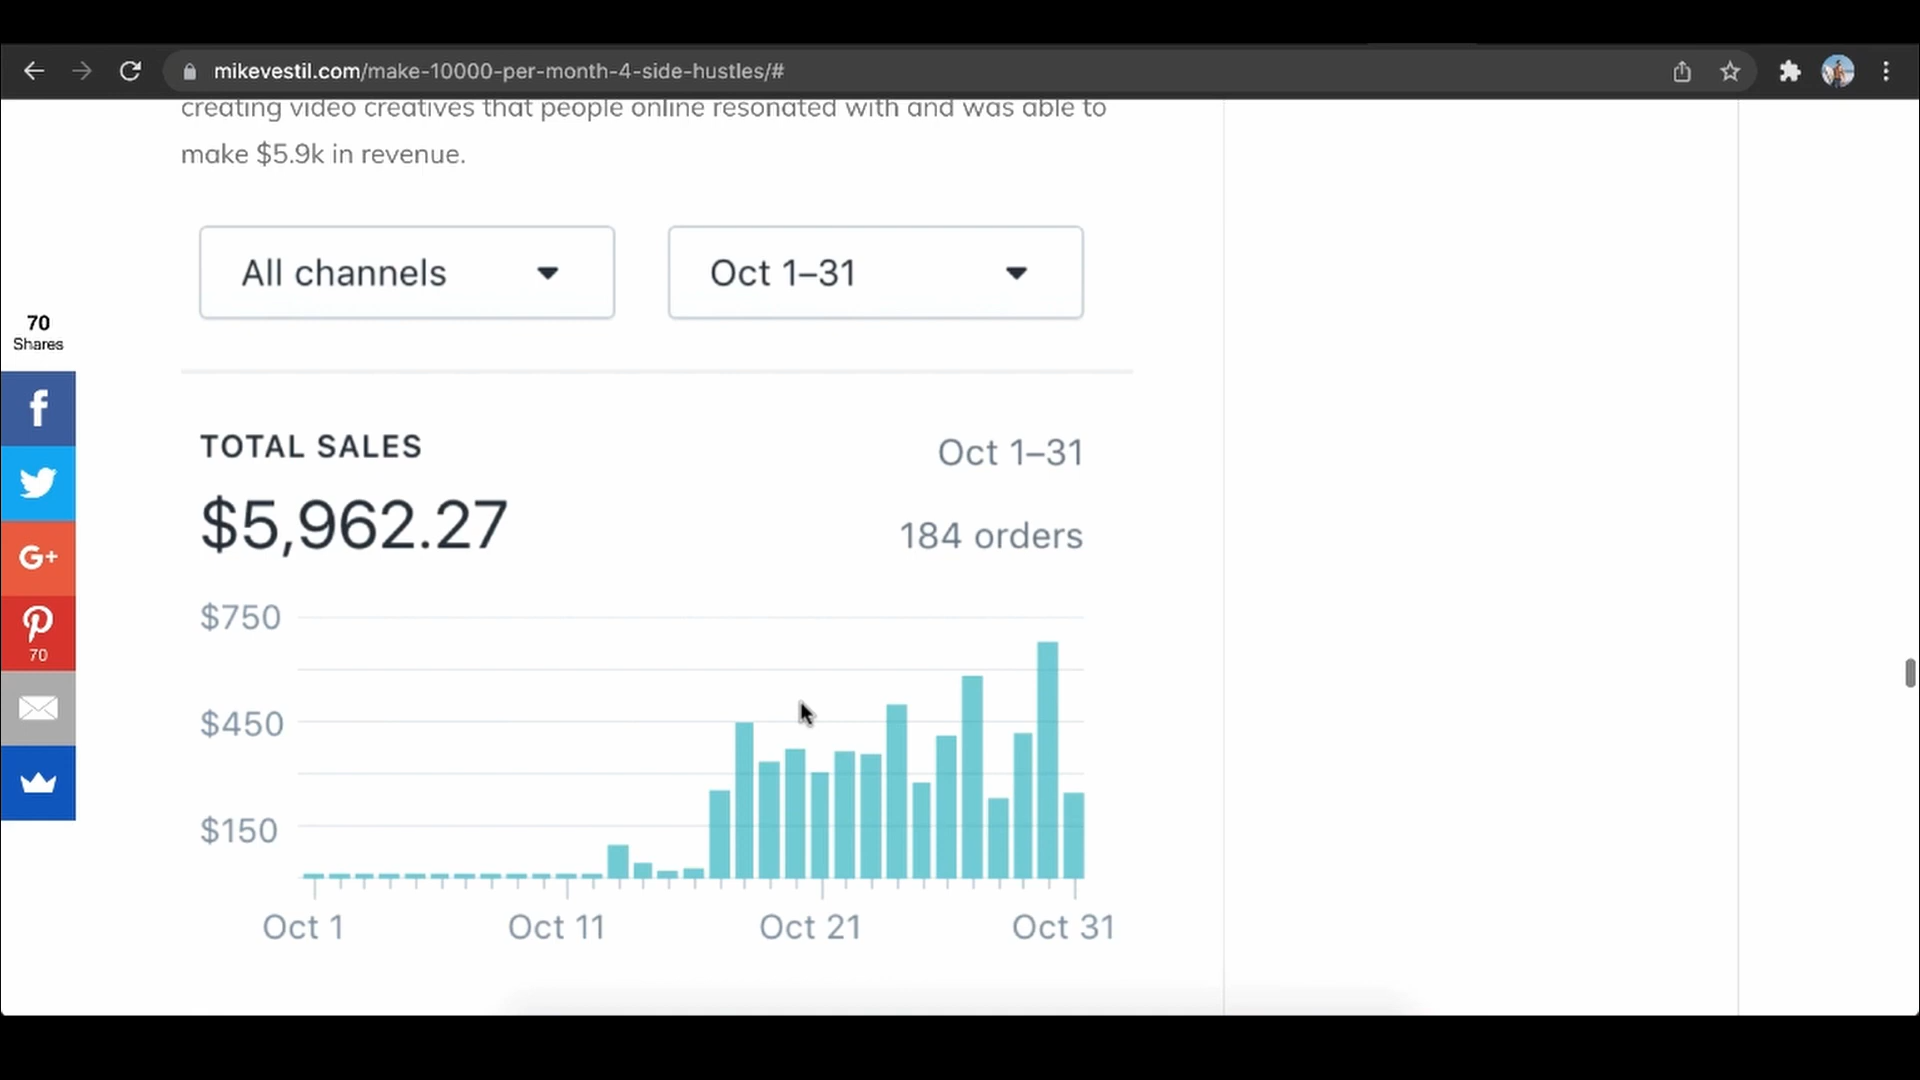 mikevestil.com/make-10000-per-month-4-side-hustles/#
creating video creatives that people online resonated with and was able to
make $5.9k in revenue.
All channels
Oct 1–31
70
Shares
f
G+
70
TOTAL SALES
Oct 1–31
$5,962.27
184 orders
$750
$450
$150
Oct 1
Oct 11
Oct 21
Oct 31